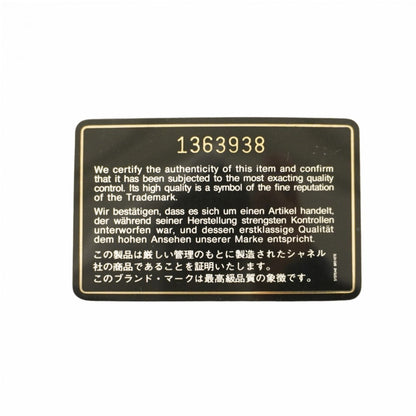 1363938
We certify the authenticity of this item and confirm
that it has been subjected to the most exacting quality
control. Its high quality is a symbol of the fine reputation
of the Trademark.
Wir bestätigen, dass es sich um einen Artikel handelt,
der während seiner Herstellung strengsten Kontrollen
unterworfen war, und dessen erstklassige Qualität
dem hohen Ansehen unserer Marke entspricht.
この製品は厳しい管理のもとに製造されたシャネル
社の商品であることを証明いたします。
このブランド・マークは最高級品質の象徴です。